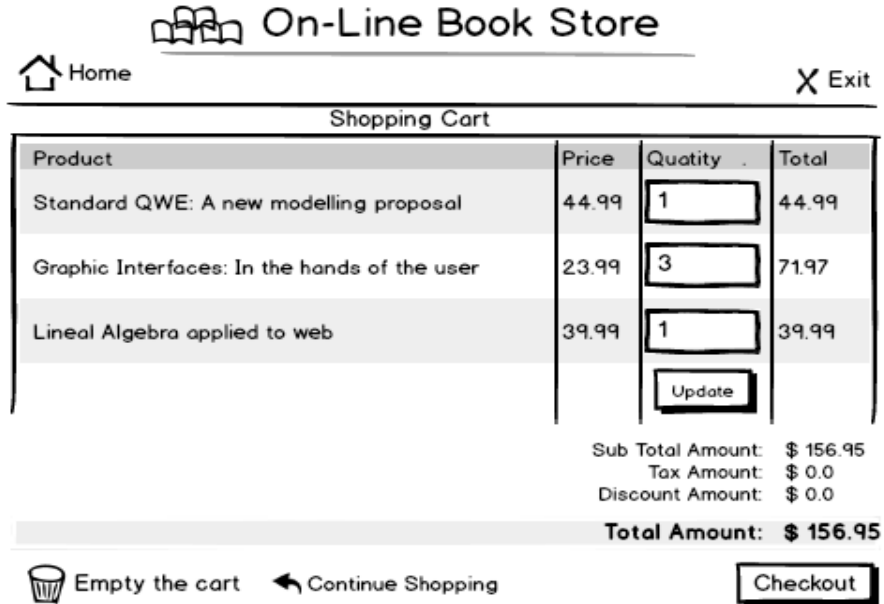 On-Line Book Store
Home
X Exit
Shopping Cart
Product Price Quatity . Total
Standard QWE: A new modelling proposal 44.99 1 44.99
Graphic Interfaces: In the hands of the user 23.99 3 71.97
Lineal Algebra applied to web 39.99 1 39.99
Update
Sub Total Amount: $ 156.95
Tax Amount: $ 0.0
Discount Amount: $ 0.0
Total Amount: $ 156.95
Empty the cart Continue Shopping Checkout